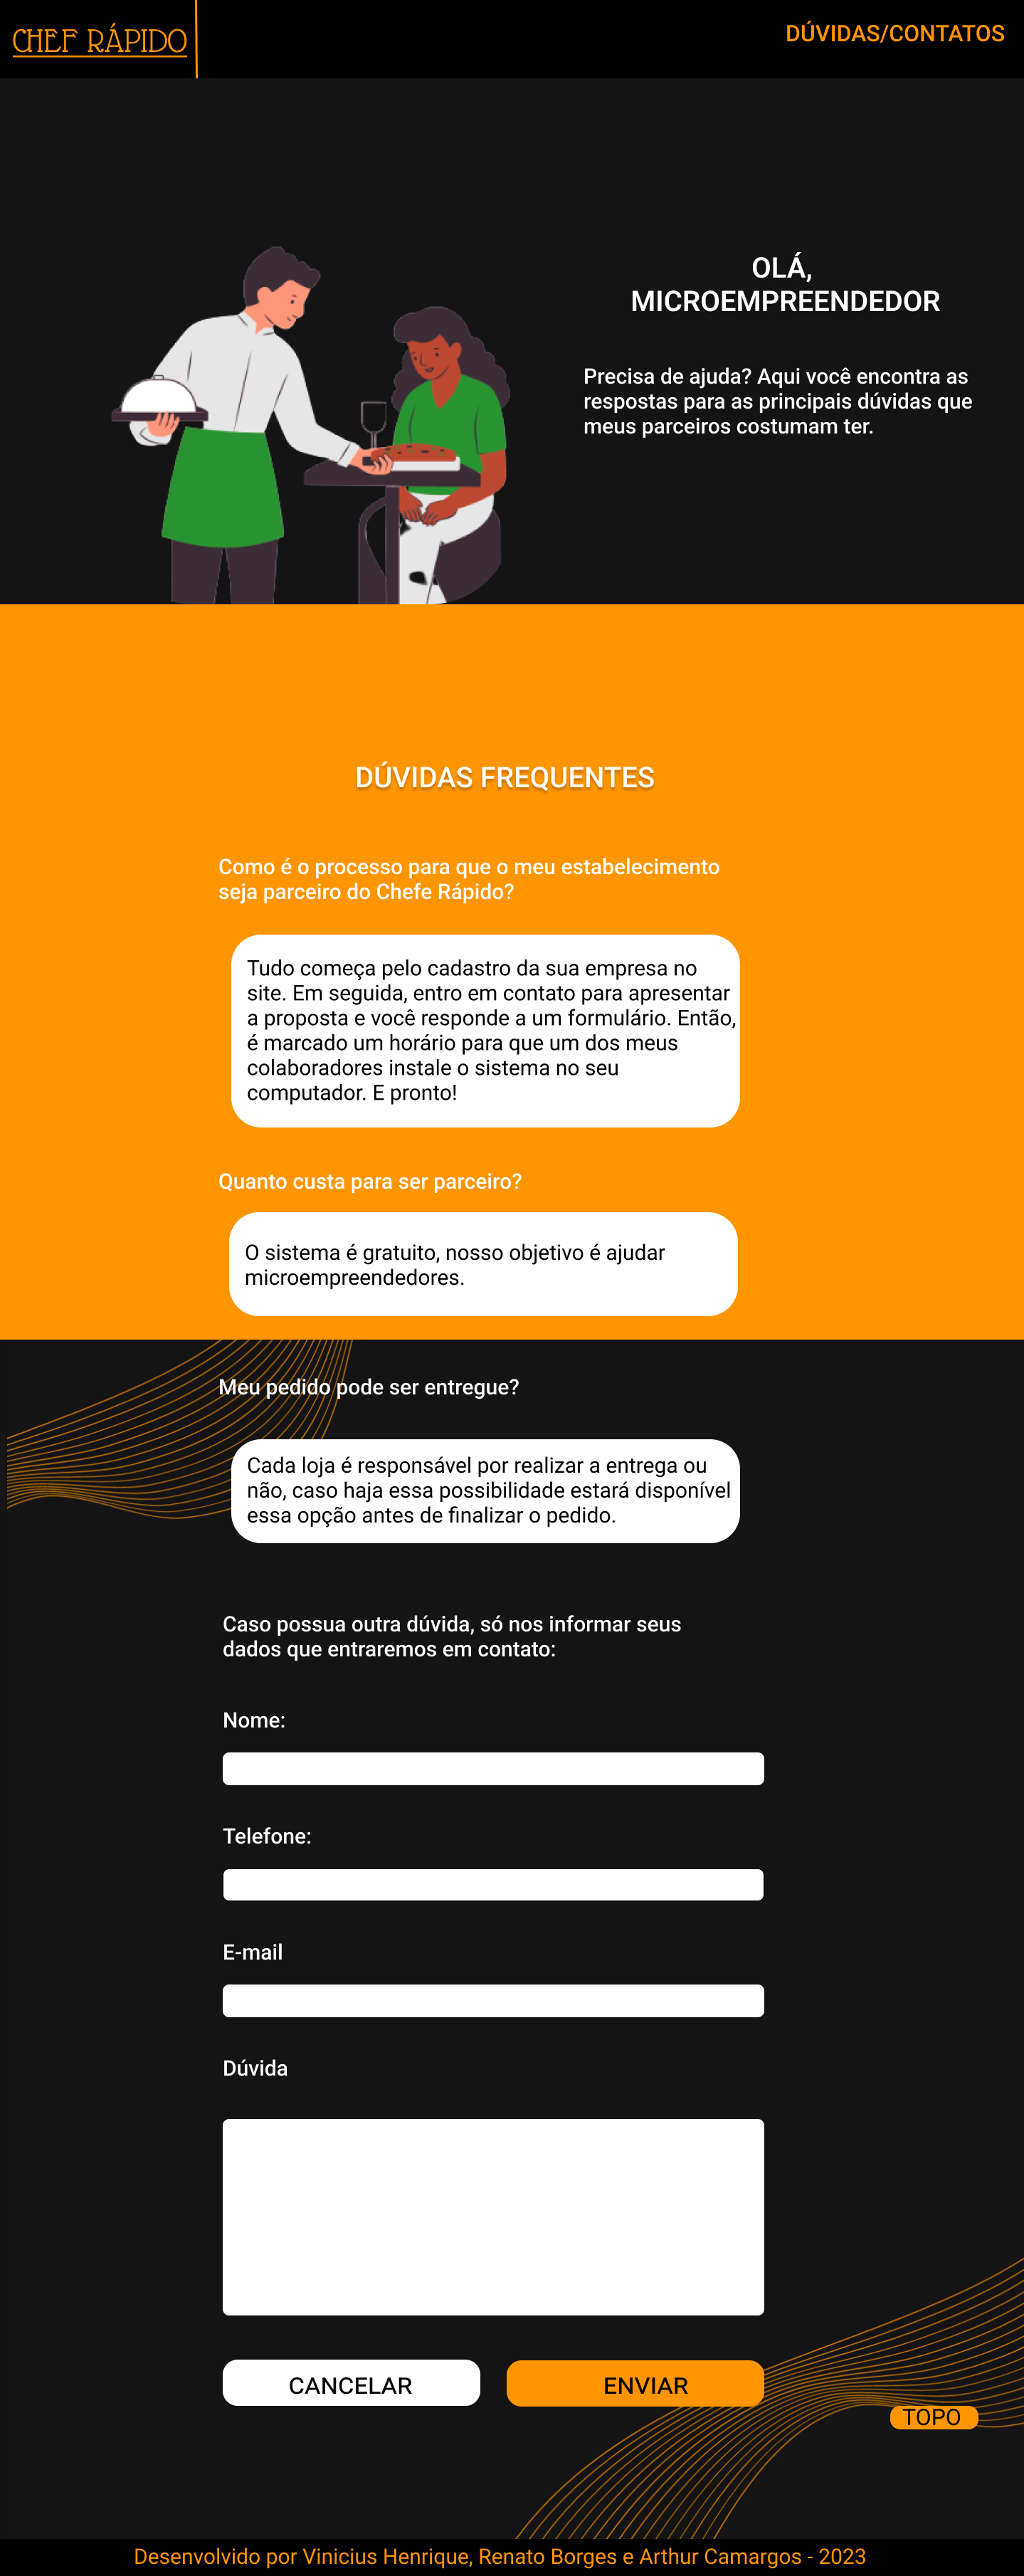 CHEF RÁPIDO
DÚVIDAS/CONTATOS
OLÁ,
MICROEMPREENDEDOR
Precisa de ajuda? Aqui você encontra as
respostas para as principais dúvidas que
meus parceiros costumam ter.
DÚVIDAS FREQUENTES
Como é o processo para que o meu estabelecimento
seja parceiro do Chefe Rápido?
Tudo começa pelo cadastro da sua empresa no
site. Em seguida, entro em contato para apresentar
a proposta e você responde a um formulário. Então,
é marcado um horário para que um dos meus
colaboradores instale o sistema no seu
computador. E pronto!
Quanto custa para ser parceiro?
O sistema é gratuito, nosso objetivo é ajudar
microempreendedores.
Meu pedido pode ser entregue?
Cada loja é responsável por realizar a entrega ou
não, caso haja essa possibilidade estará disponível
essa opção antes de finalizar o pedido.
Caso possua outra dúvida, só nos informar seus
dados que entraremos em contato:
Nome:
Telefone:
E-mail
Dúvida
CANCELAR
ENVIAR
TOPO
Desenvolvido por Vinicius Henrique, Renato Borges e Arthur Camargos - 2023